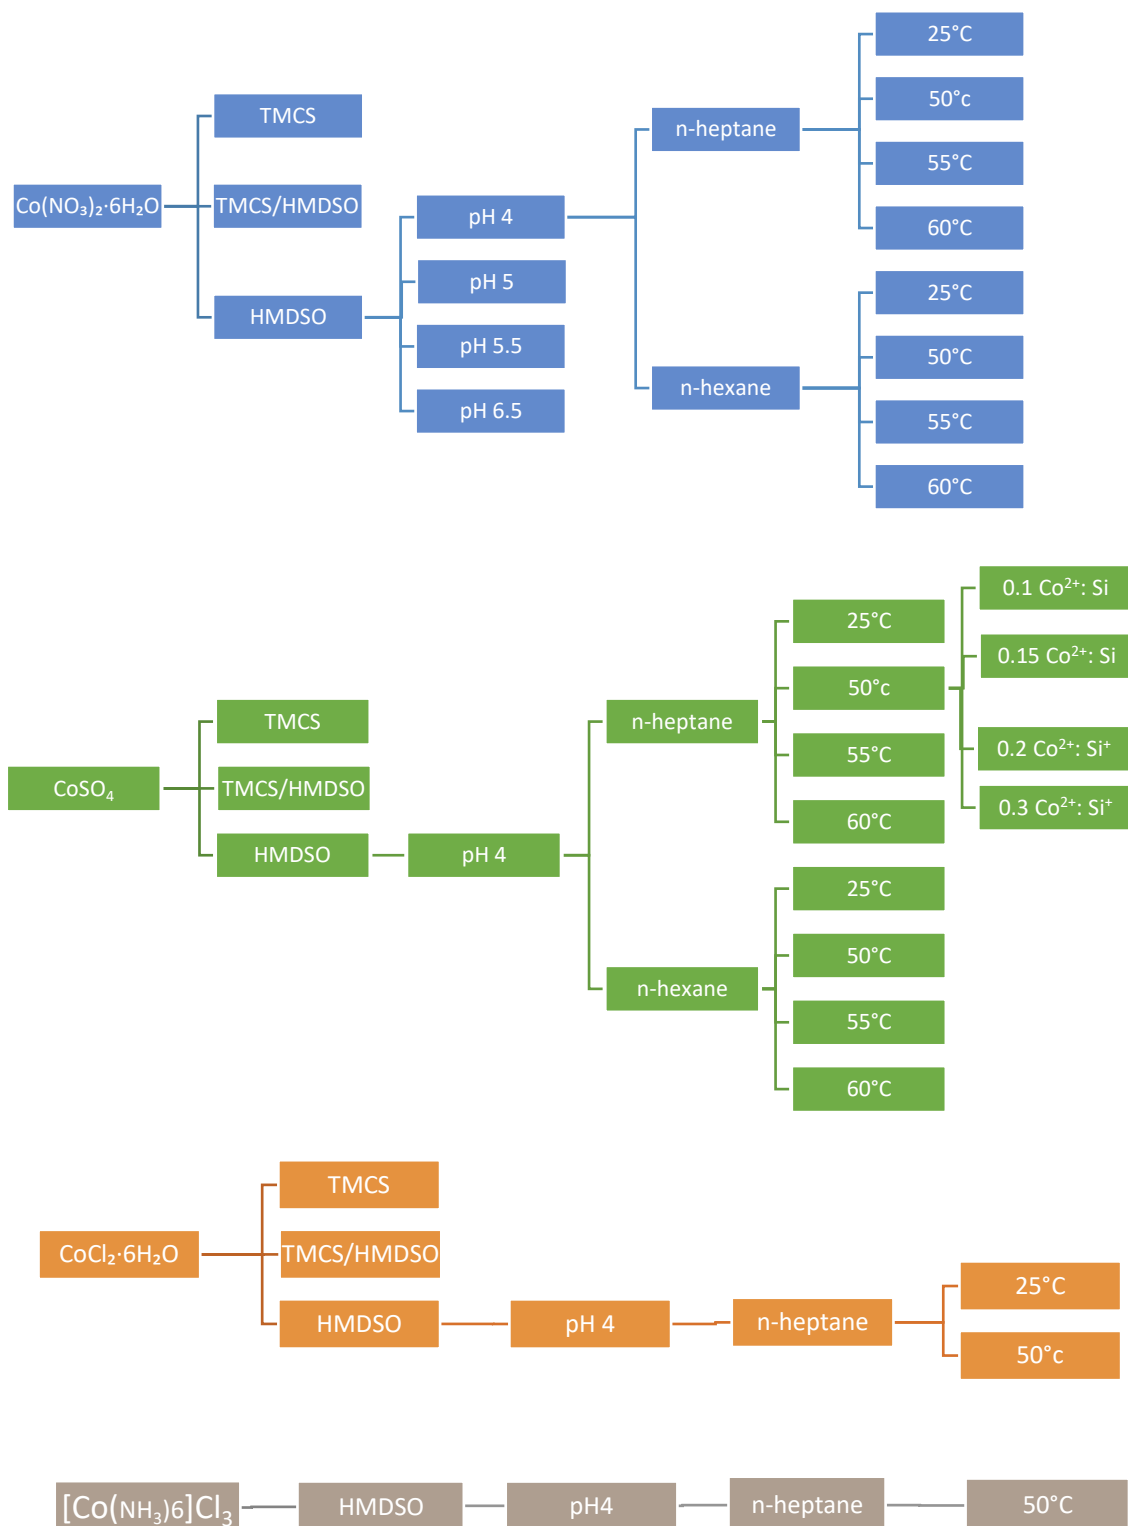 Co(NO₃)₂·6H₂O
TMCS
TMCS/HMDSO
HMDSO
pH 4
pH 5
pH 5.5
pH 6.5
n-heptane
25°C
50°c
55°C
60°C
n-hexane
25°C
50°C
55°C
60°C
CoSO₄
TMCS
TMCS/HMDSO
HMDSO
pH 4
n-heptane
25°C
50°c
55°C
60°C
0.1 Co²⁺: Si
0.15 Co²⁺: Si
0.2 Co²⁺: Si⁺
0.3 Co²⁺: Si⁺
n-hexane
25°C
50°C
55°C
60°C
CoCl₂·6H₂O
TMCS
TMCS/HMDSO
HMDSO
pH 4
n-heptane
25°C
50°c
[Co(NH₃)6]Cl₃
HMDSO
pH4
n-heptane
50°C